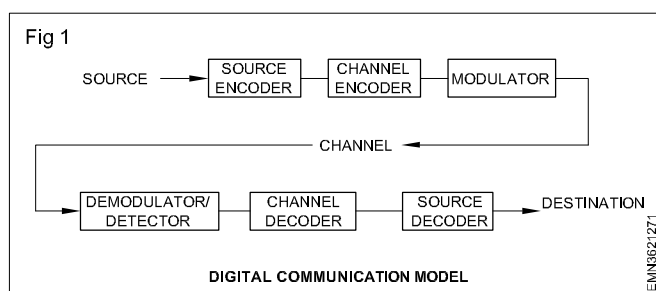 Fig 1
SOURCE
SOURCE
ENCODER
CHANNEL
ENCODER
MODULATOR
CHANNEL
DEMODULATOR/
DETECTOR
CHANNEL
DECODER
SOURCE
DECODER
DESTINATION
DIGITAL COMMUNICATION MODEL
EMN3621271